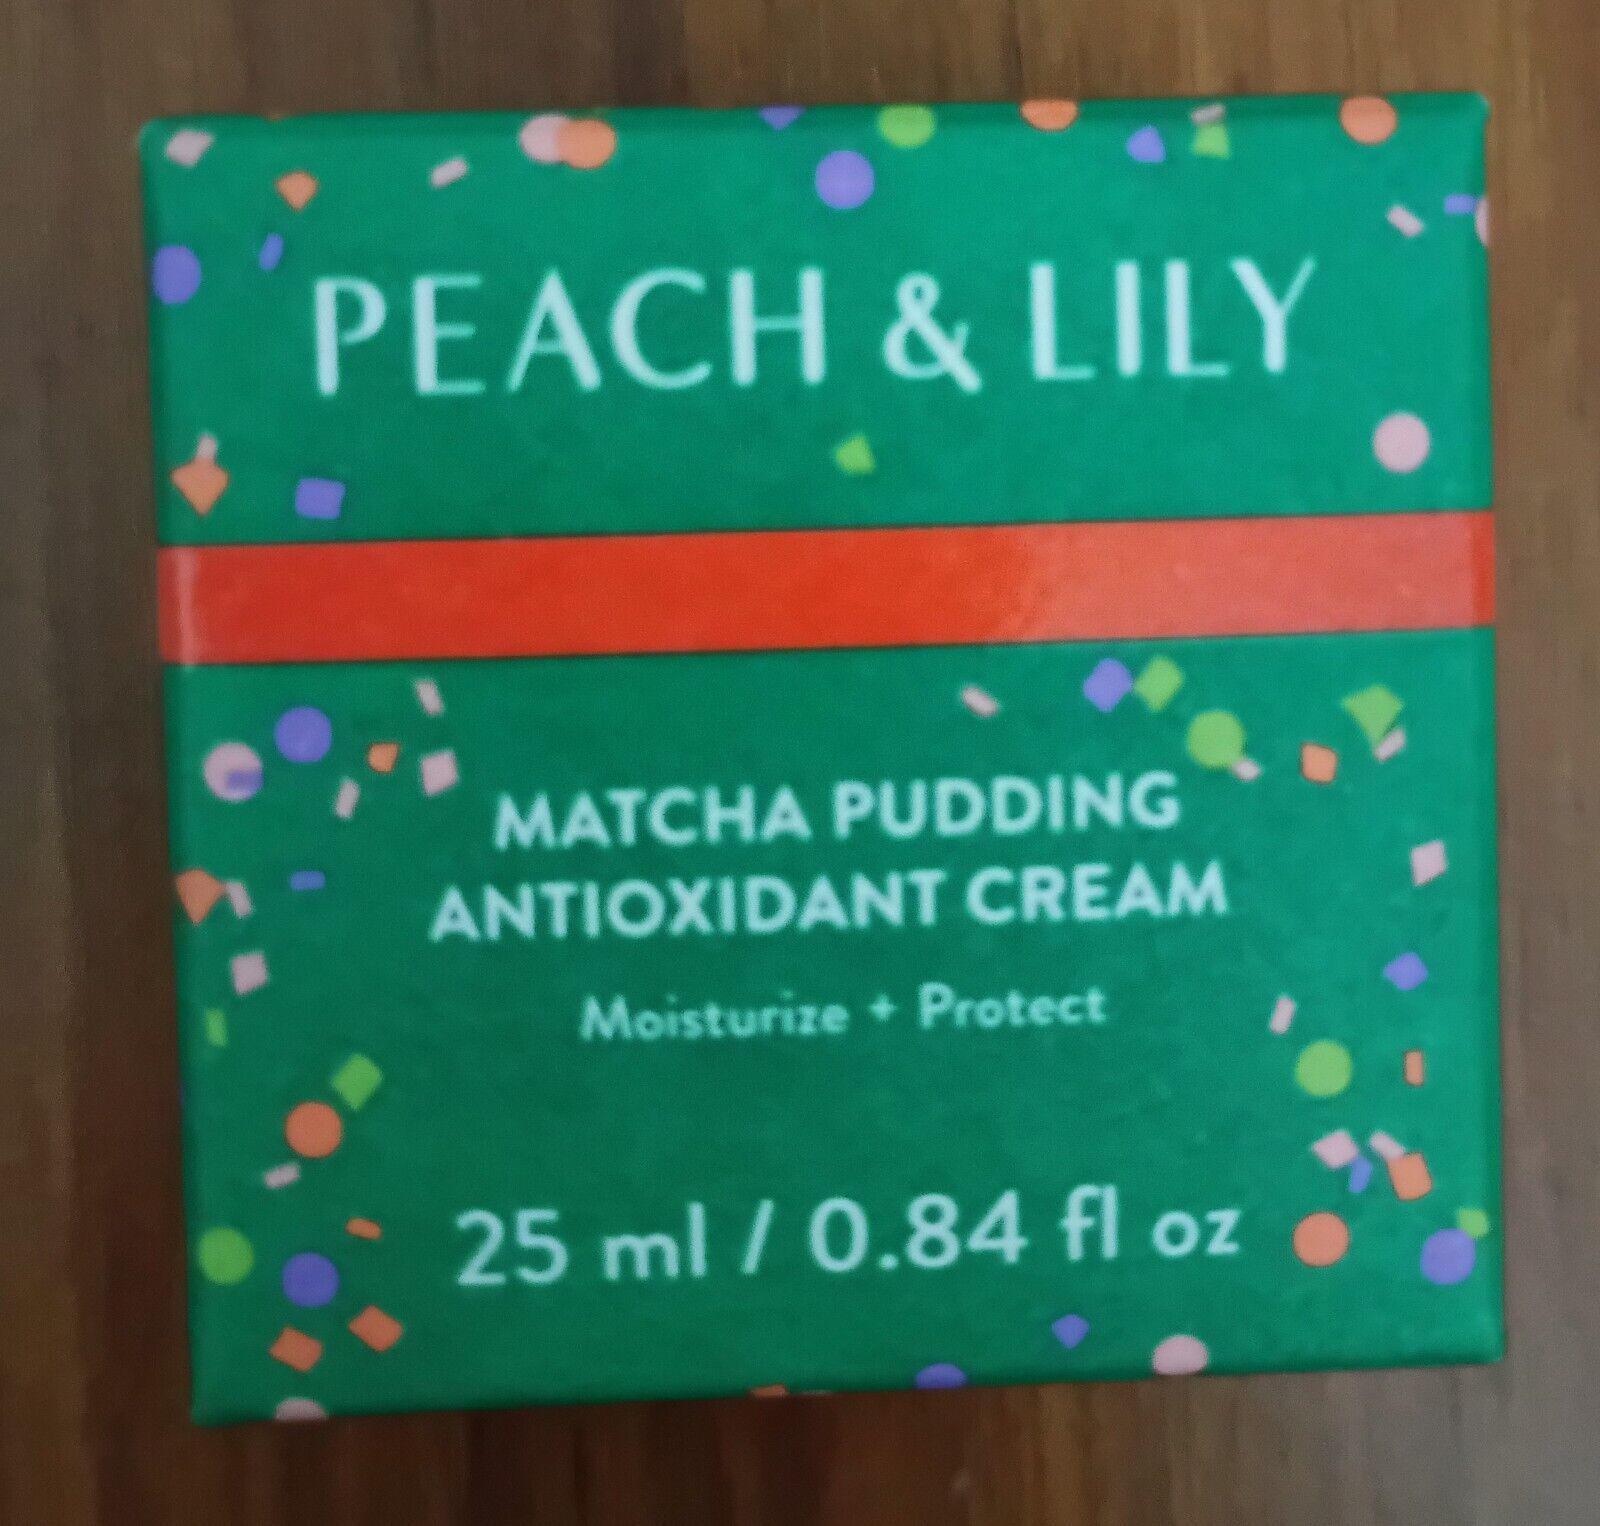 PEACH & LILY
MATCHA PUDDING
ANTIOXIDANT CREAM
Moisturize + Protect
25 ml / 0.84 fl oz